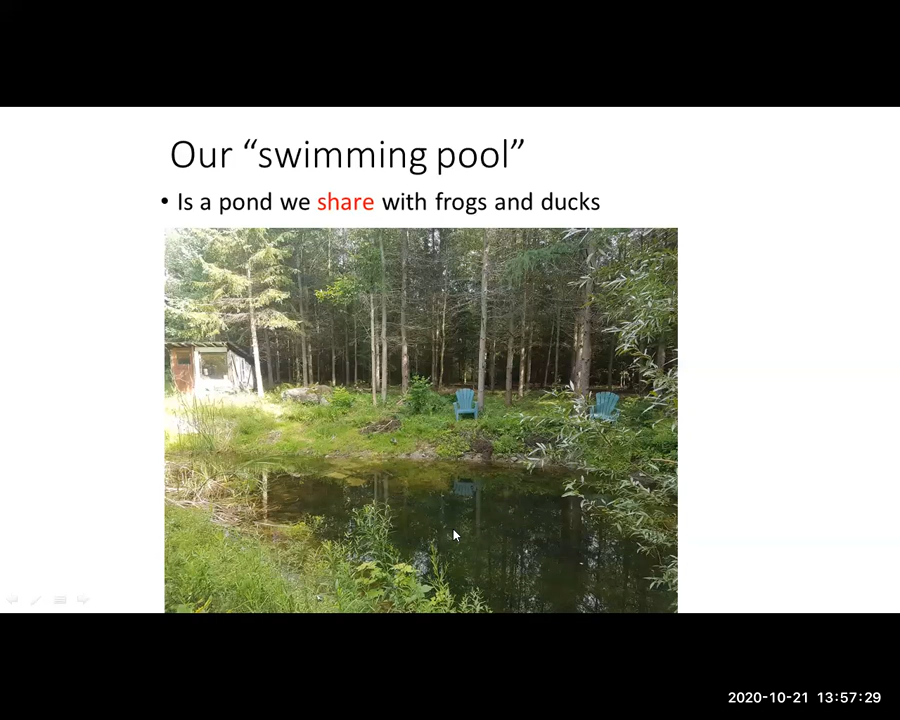 Our “swimming pool”
• Is a pond we share with frogs and ducks
2020-10-21 13:57:29